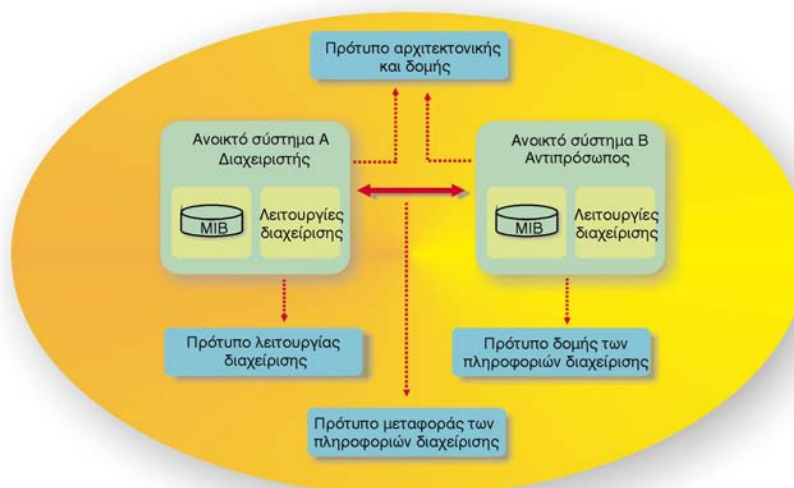 Πρότυπο αρχιτεκτονικής
και δομής
Ανοικτό σύστημα Α
Διαχειριστής
MIB
Λειτουργίες
διαχείρισης
Ανοικτό σύστημα Β
Αντιπρόσωπος
MIB
Λειτουργίες
διαχείρισης
Πρότυπο λειτουργίας
διαχείρισης
Πρότυπο δομής των
πληροφοριών διαχείρισης
Πρότυπο μεταφοράς των
πληροφοριών διαχείρισης